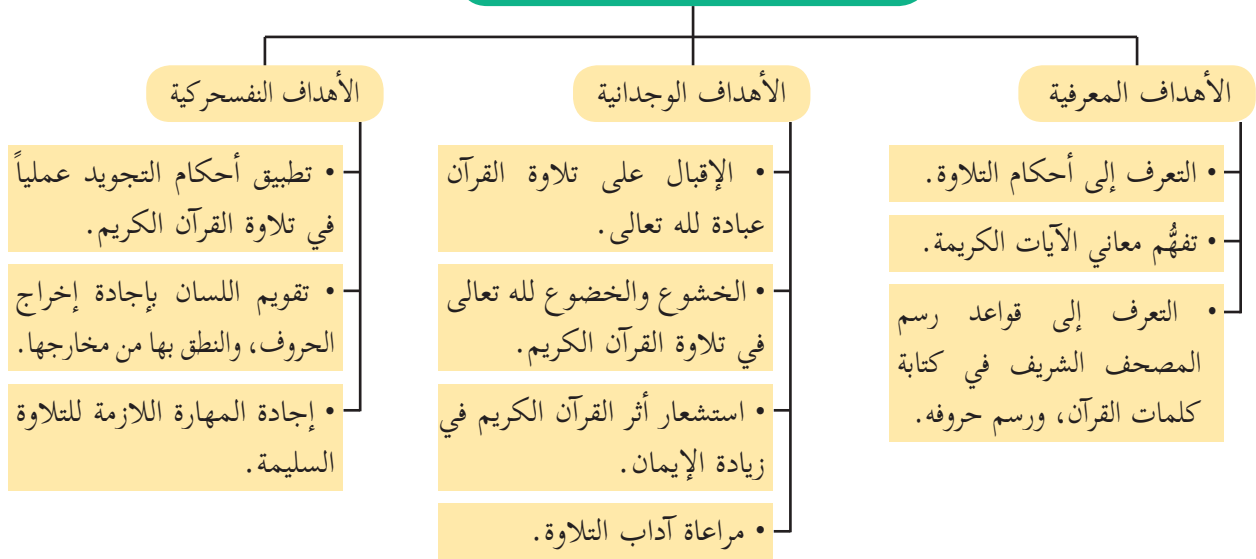 الأهداف المعرفية
• التعرف إلى أحكام التلاوة.
• تفهُّم معاني الآيات الكريمة.
• التعرف إلى قواعد رسم
المصحف الشريف في كتابة
كلمات القرآن، ورسم حروفه.
الأهداف الوجدانية
• الإقبال على تلاوة القرآن
عبادة لله تعالى.
• الخشوع والخضوع لله تعالى
في تلاوة القرآن الكريم.
• استشعار أثر القرآن الكريم في
زيادة الإيمان.
• مراعاة آداب التلاوة.
الأهداف النفسحركية
• تطبيق أحكام التجويد عملياً
في تلاوة القرآن الكريم.
• تقويم اللسان بإجادة إخراج
الحروف، والنطق بها من مخارجها.
• إجادة المهارة اللازمة للتلاوة
السليمة.